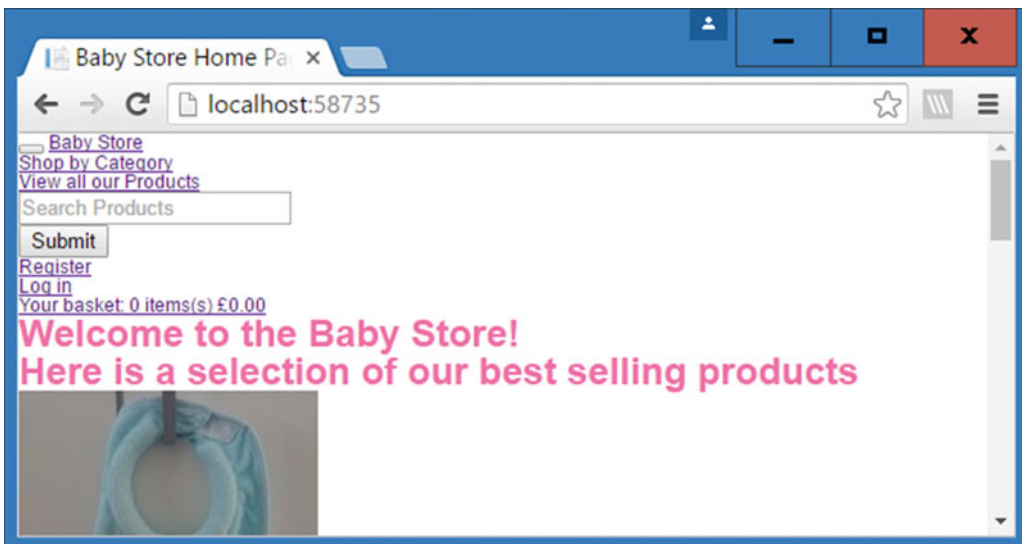 Baby Store Home Pa
localhost:58735
Baby Store
Shop by Category
View all our Products
Search Products
Submit
Register
Log in
Your basket: 0 items(s) £0.00
Welcome to the Baby Store!
Here is a selection of our best selling products